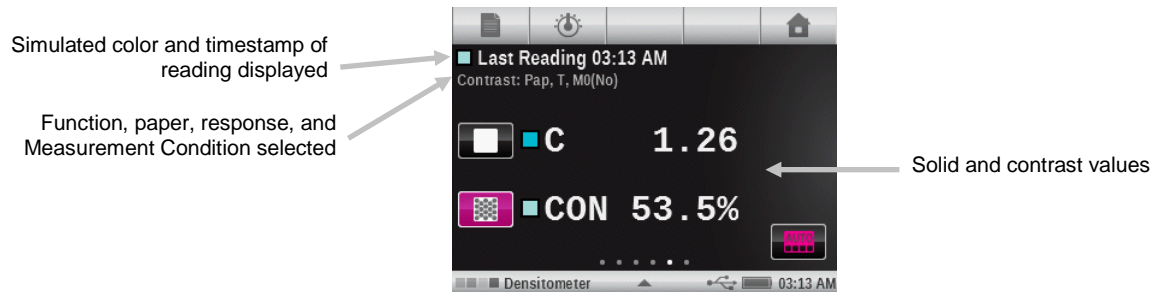 Simulated color and timestamp of
reading displayed
Function, paper, response, and
Measurement Condition selected
Last Reading 03:13 AM
Contrast: Pap, T, M0(No)
C 1.26
CON 53.5%
AUTO
Densitometer 03:13 AM
Solid and contrast values